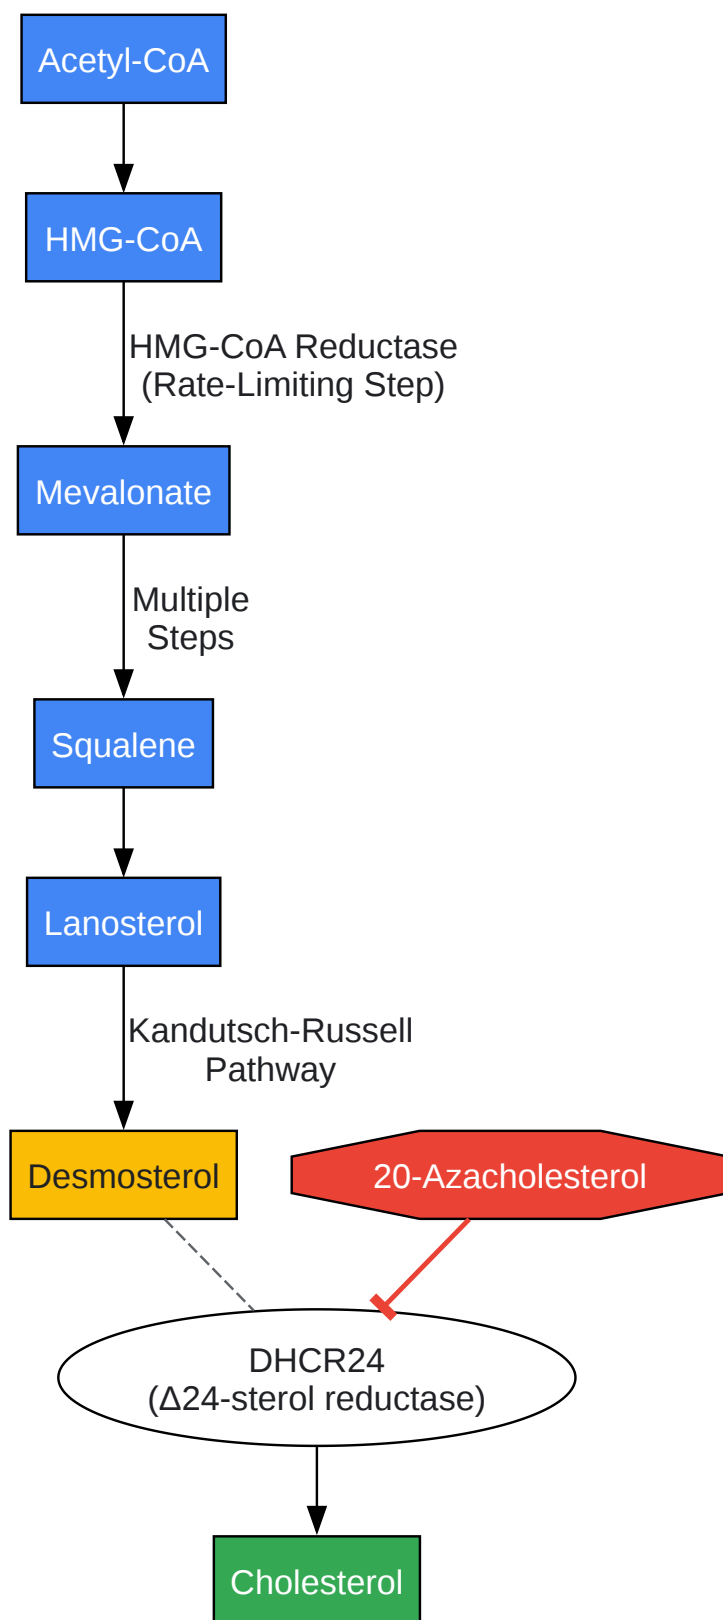 Acetyl-CoA
HMG-CoA
HMG-CoA Reductase
(Rate-Limiting Step)
Mevalonate
Multiple
Steps
Squalene
Lanosterol
Kandutsch-Russell
Pathway
Desmosterol
20-Azacholesterol
DHCR24
(Δ24-sterol reductase)
Cholesterol